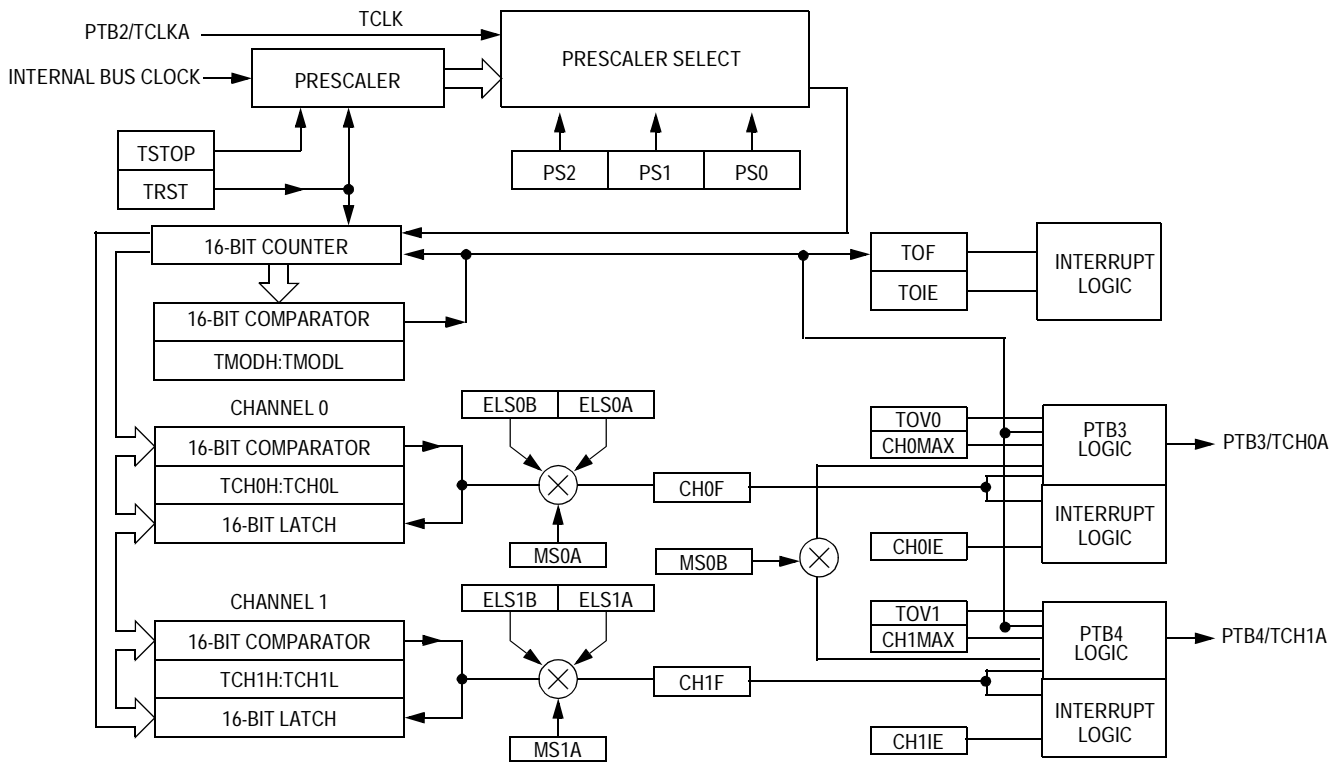 TCLK
PTB2/TCLKA
PRESCALER SELECT
INTERNAL BUS CLOCK
PRESCALER
TSTOP
TRST
PS2
PS1
PS0
16-BIT COUNTER
TOF
TOIE
INTERRUPT
LOGIC
16-BIT COMPARATOR
TMODH:TMODL
CHANNEL 0
ELS0B
ELS0A
TOV0
CH0MAX
PTB3
LOGIC
PTB3/TCH0A
16-BIT COMPARATOR
TCH0H:TCH0L
16-BIT LATCH
CH0F
INTERRUPT
LOGIC
MS0A
MS0B
CH0IE
CHANNEL 1
ELS1B
ELS1A
TOV1
CH1MAX
PTB4
LOGIC
PTB4/TCH1A
16-BIT COMPARATOR
TCH1H:TCH1L
16-BIT LATCH
CH1F
INTERRUPT
LOGIC
MS1A
CH1IE